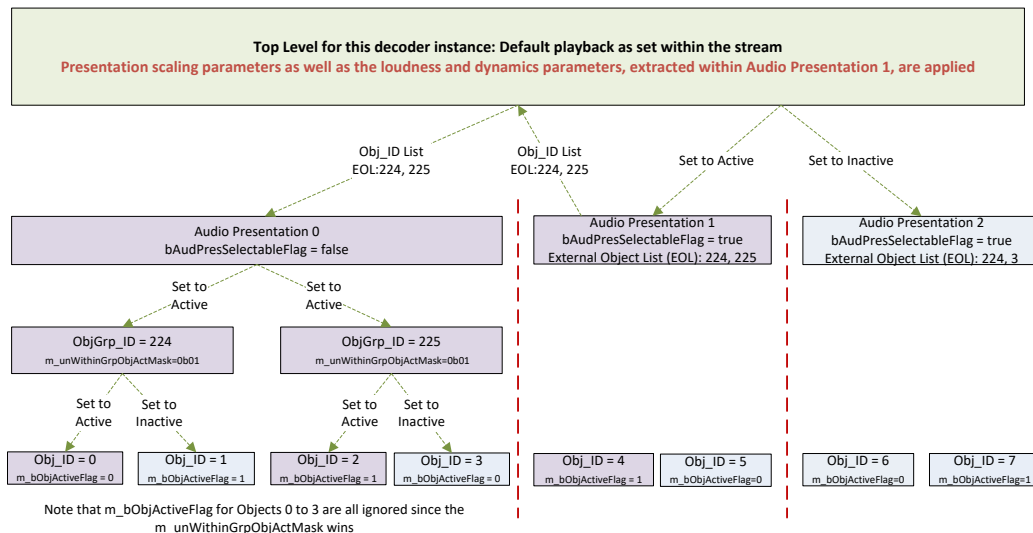 Top Level for this decoder instance: Default playback as set within the stream
Presentation scaling parameters as well as the loudness and dynamics parameters, extracted within Audio Presentation 1, are applied
Obj_ID List
EOL:224, 225
Obj_ID List
EOL:224, 225
Set to Active
Set to Inactive
Audio Presentation 0
bAudPresSelectableFlag = false
Audio Presentation 1
bAudPresSelectableFlag = true
External Object List (EOL): 224, 225
Audio Presentation 2
bAudPresSelectableFlag = true
External Object List (EOL): 224, 3
Set to
Active
Set to
Active
ObjGrp_ID = 224
m_unWithinGrpObjActMask=0b01
ObjGrp_ID = 225
m_unWithinGrpObjActMask=0b01
Set to
Active
Set to
Inactive
Set to
Active
Set to
Inactive
Obj_ID = 0
m_bObjActiveFlag = 0
Obj_ID = 1
m_bObjActiveFlag = 1
Obj_ID = 2
m_bObjActiveFlag = 1
Obj_ID = 3
m_bObjActiveFlag = 0
Obj_ID = 4
m_bObjActiveFlag = 1
Obj_ID = 5
m_bObjActiveFlag=0
Obj_ID = 6
m_bObjActiveFlag=0
Obj_ID = 7
m_bObjActiveFlag=1
Note that m_bObjActiveFlag for Objects 0 to 3 are all ignored since the
m_unWithinGrpObjActMask wins